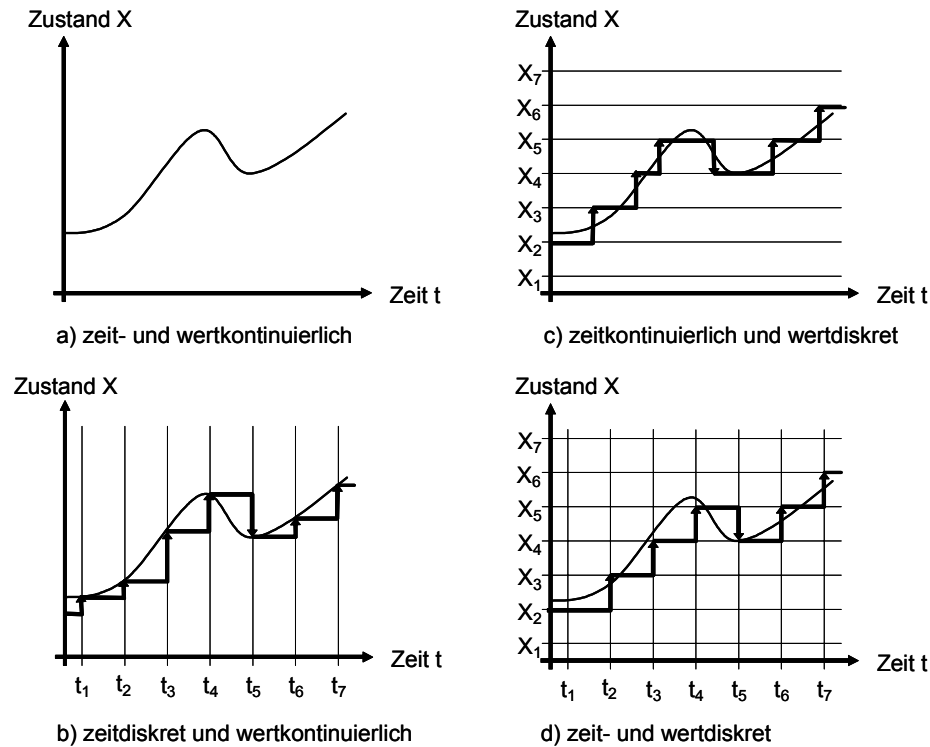 Zustand X
Zeit t
a) zeit- und wertkontinuierlich
Zustand X
X7
X6
X5
X4
X3
X2
X1
Zeit t
c) zeitkontinuierlich und wertdiskret
Zustand X
Zeit t
t1 t2 t3 t4 t5 t6 t7
b) zeitdiskret und wertkontinuierlich
Zustand X
X7
X6
X5
X4
X3
X2
X1
Zeit t
t1 t2 t3 t4 t5 t6 t7
d) zeit- und wertdiskret